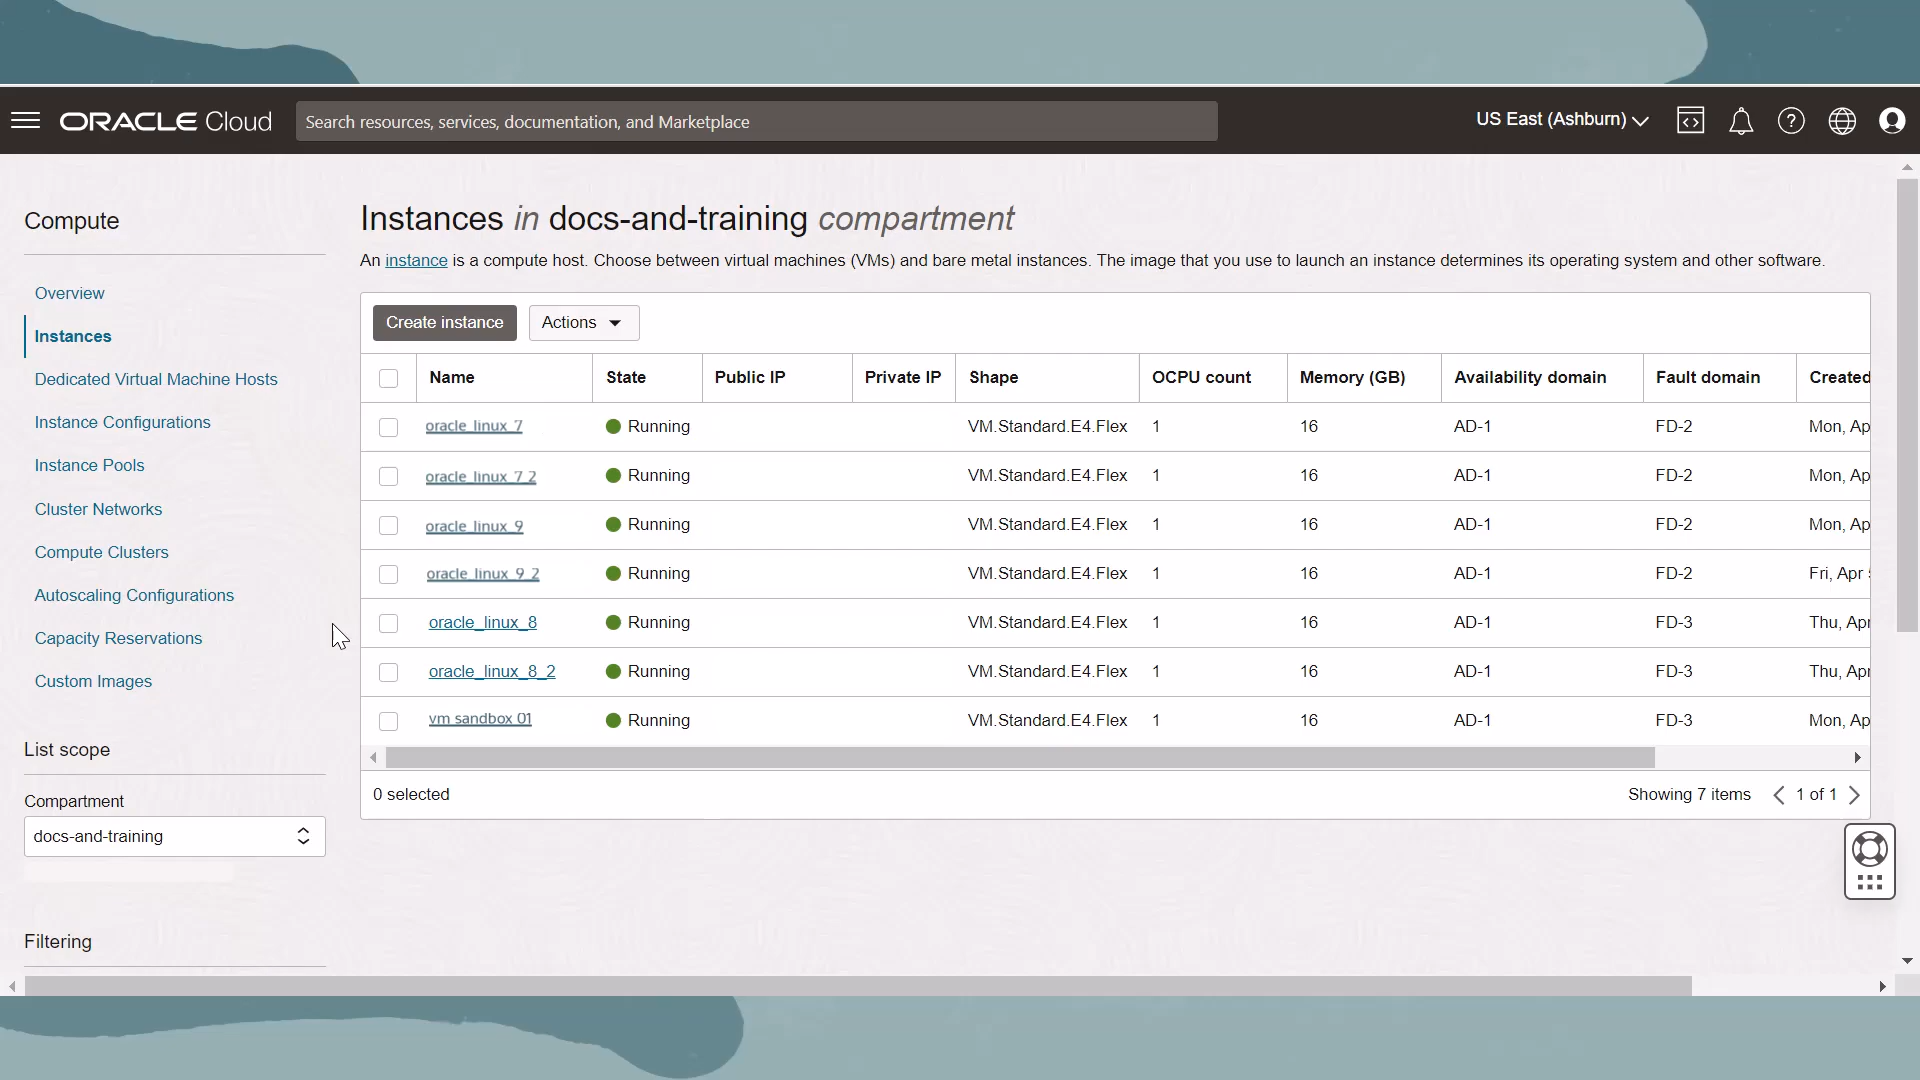 ORACLE Cloud
Search resources, services, documentation, and Marketplace
US East (Ashburn)
Compute
Overview
Instances
Dedicated Virtual Machine Hosts
Instance Configurations
Instance Pools
Cluster Networks
Compute Clusters
Autoscaling Configurations
Capacity Reservations
Custom Images
List scope
Compartment
docs-and-training
Filtering
Instances in docs-and-training compartment
An instance is a compute host. Choose between virtual machines (VMs) and bare metal instances. The image that you use to launch an instance determines its operating system and other software.
Create instance Actions
Name State Public IP Private IP Shape OCPU count Memory (GB) Availability domain Fault domain Created
oracle_linux_7 Running VM.Standard.E4.Flex 1 16 AD-1 FD-2 Mon, Ap
oracle_linux_7_2 Running VM.Standard.E4.Flex 1 16 AD-1 FD-2 Mon, Ap
oracle_linux_9 Running VM.Standard.E4.Flex 1 16 AD-1 FD-2 Mon, Ap
oracle_linux_9_2 Running VM.Standard.E4.Flex 1 16 AD-1 FD-2 Fri, Apr
oracle_linux_8 Running VM.Standard.E4.Flex 1 16 AD-1 FD-3 Thu, Apr
oracle_linux_8_2 Running VM.Standard.E4.Flex 1 16 AD-1 FD-3 Thu, Apr
vm_sandbox_01 Running VM.Standard.E4.Flex 1 16 AD-1 FD-3 Mon, Ap
0 selected
Showing 7 items 1 of 1